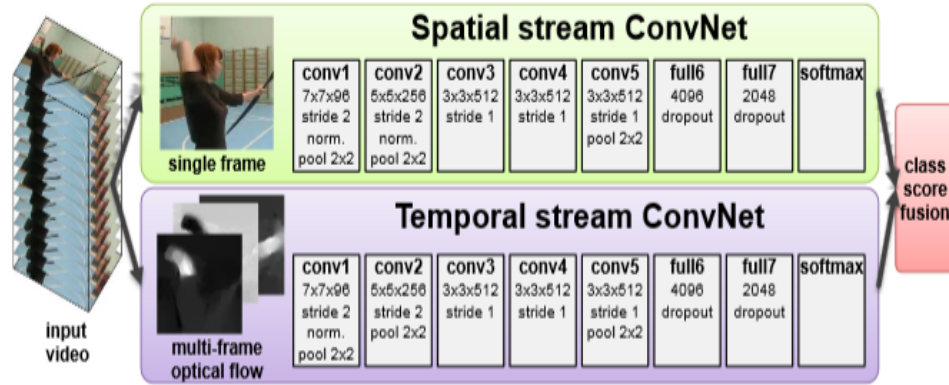 Spatial stream ConvNet
conv1
7x7x96
stride 2
norm.
pool 2x2
conv2
5x5x256
stride 2
norm.
pool 2x2
conv3
3x3x512
stride 1
conv4
3x3x512
stride 1
conv5
3x3x512
stride 1
pool 2x2
full6
4096
dropout
full7
2048
dropout
softmax
single frame
input
video
Temporal stream ConvNet
conv1
7x7x96
stride 2
norm.
pool 2x2
conv2
5x5x256
stride 2
pool 2x2
conv3
3x3x512
stride 1
conv4
3x3x512
stride 1
conv5
3x3x512
stride 1
pool 2x2
full6
4096
dropout
full7
2048
dropout
softmax
multi-frame
optical flow
class
score
fusion